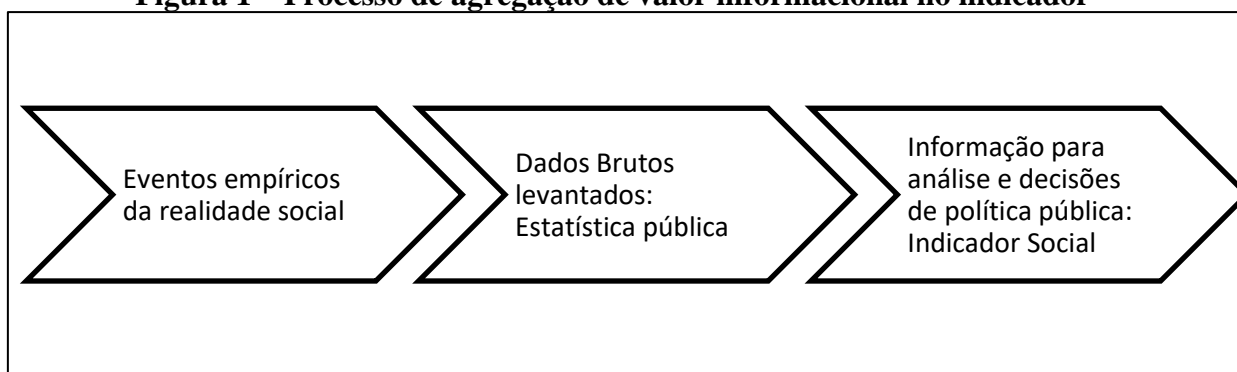 Figura 1 – Processo de agregação de valor informacional no indicador
Eventos empíricos
da realidade social
Dados Brutos
levantados:
Estatística pública
Informação para
análise e decisões
de política pública:
Indicador Social